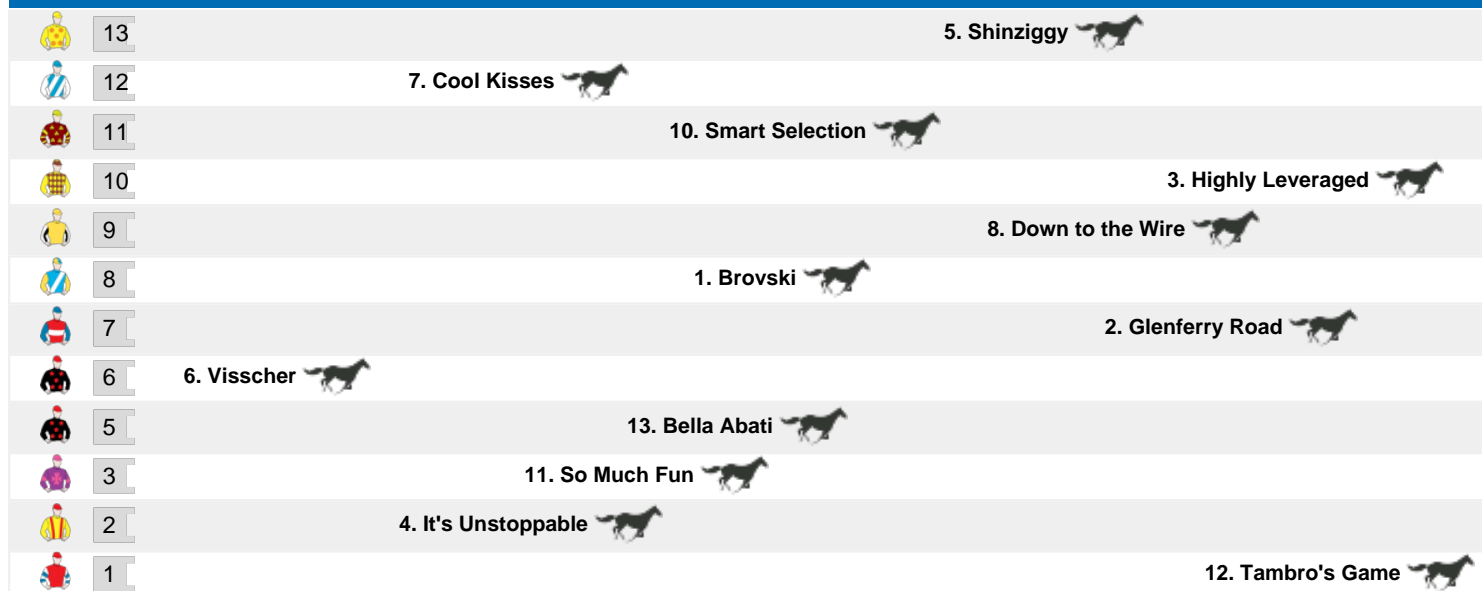 13 5. Shinziggy
12 7. Cool Kisses
11 10. Smart Selection
10 3. Highly Leveraged
9 8. Down to the Wire
8 1. Brovski
7 2. Glenferry Road
6 6. Visscher
5 13. Bella Abati
3 11. So Much Fun
2 4. It's Unstoppable
1 12. Tambro's Game